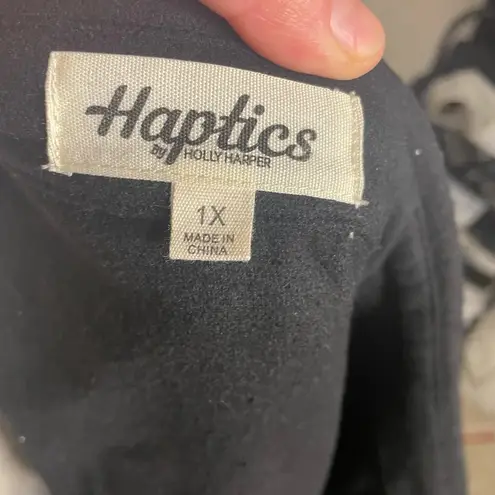 Haptics
by HOLLY HARPER
1X
MADE IN
CHINA